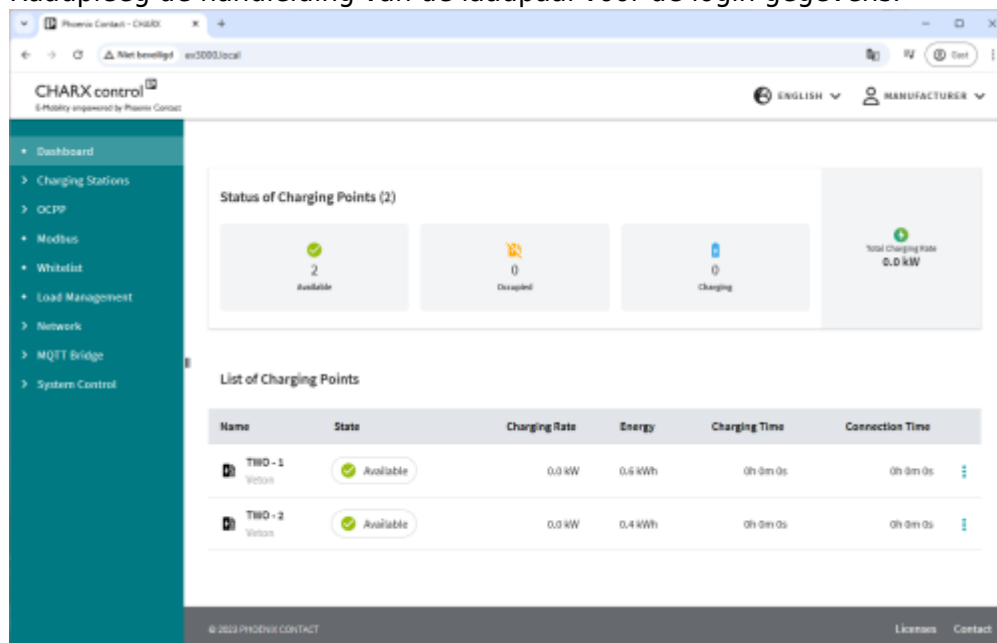 Raadpleeg de handleiding van de laadpaal voor de login gegevens.
Phoenix Contact - CHARX
Niet beveiligd ev3000.local
Gast
CHARX control
E-Mobility empowered by Phoenix Contact
ENGLISH
MANUFACTURER
Dashboard
Charging Stations
OCPP
Modbus
Whitelist
Load Management
Network
MQTT Bridge
System Control
Status of Charging Points (2)
2
Available
0
Occupied
0
Charging
Total Charging Rate
0.0 kW
List of Charging Points
Name State Charging Rate Energy Charging Time Connection Time
TWO - 1
Veton
Available 0.0 kW 0.6 kWh 0h 0m 0s 0h 0m 0s
TWO - 2
Veton
Available 0.0 kW 0.4 kWh 0h 0m 0s 0h 0m 0s
© 2023 PHOENIX CONTACT
Licenses Contact